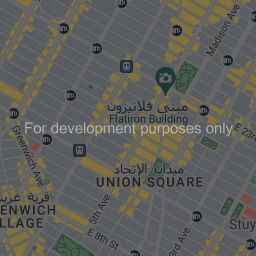 Madison Ave
مبنى فلاتيرون
Flatiron Building
For development purposes only
E 23
Greenwich Ave
ميدان الاتحاد
UNION SQUARE
قرية
ENWICH
LLAGE
5th Ave
E 8th St
3rd Ave
Stuy